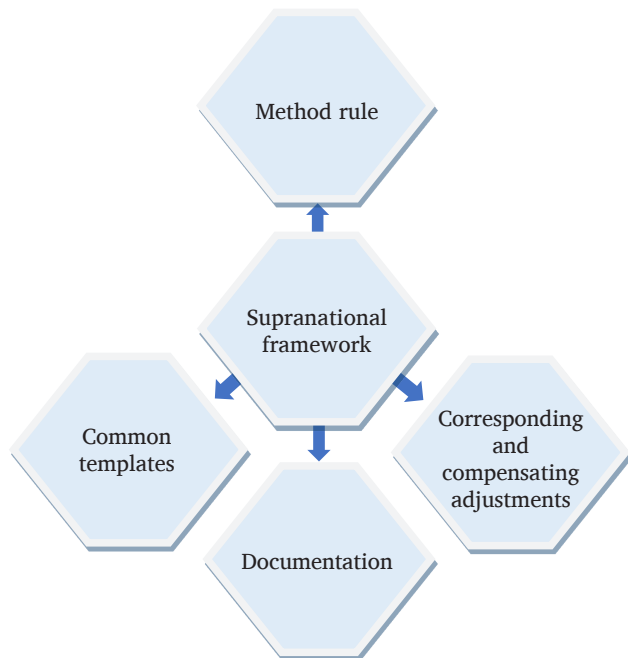 Method rule
Supranational
framework
Common
templates
Corresponding
and
compensating
adjustments
Documentation